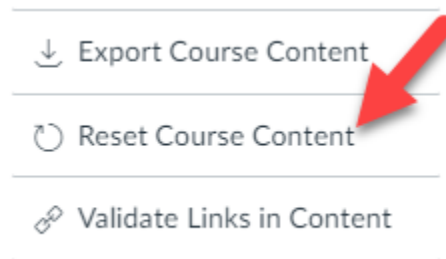 Export Course Content
Reset Course Content
Validate Links in Content